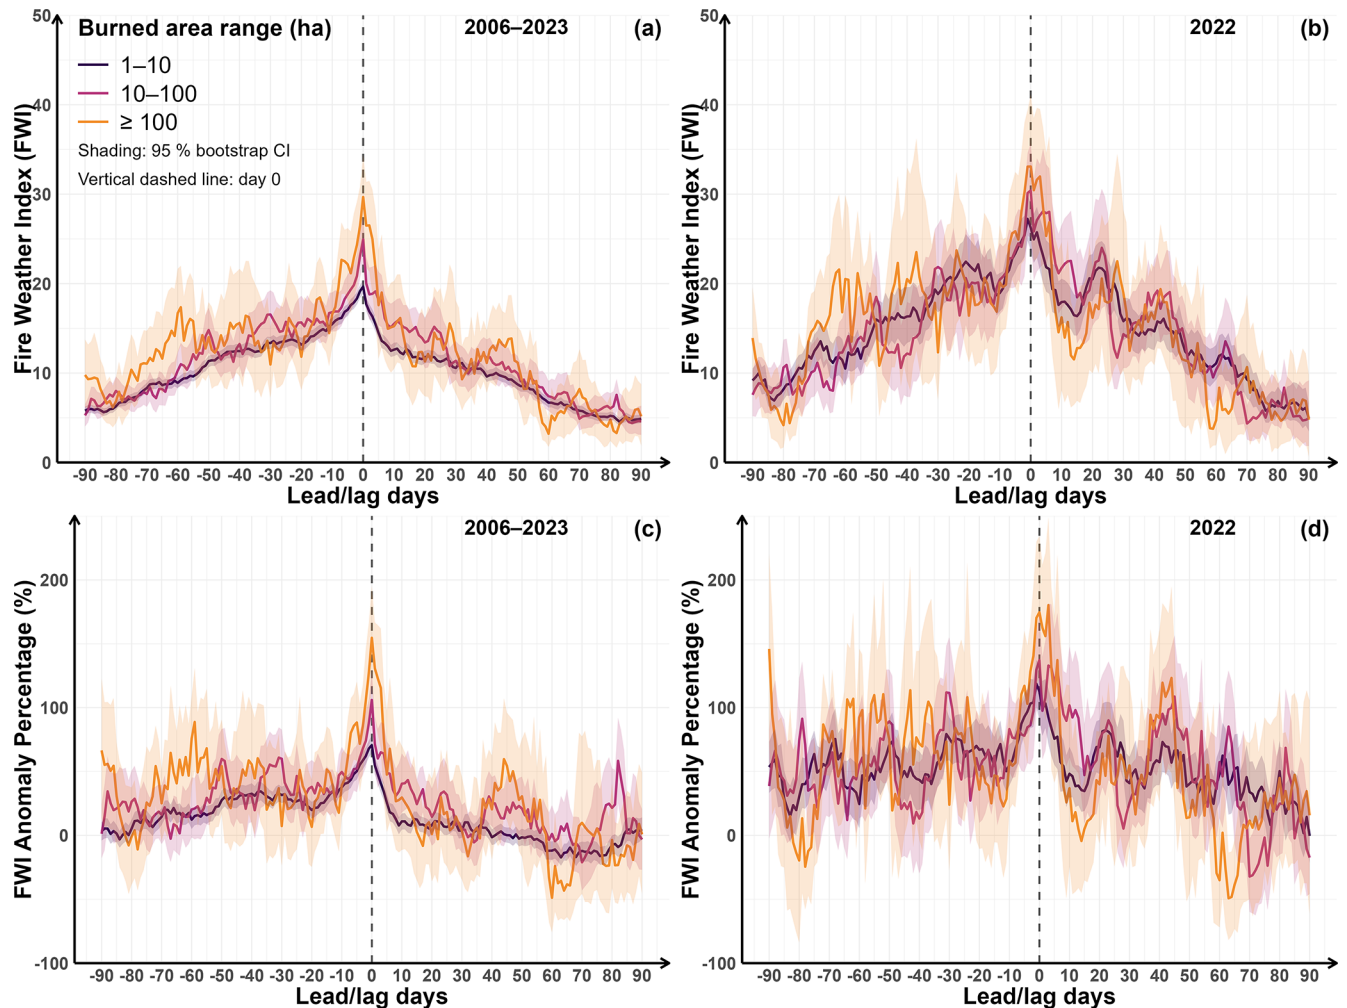 Burned area range (ha)
1–10
10–100
≥ 100
Shading: 95 % bootstrap CI
Vertical dashed line: day 0
2006–2023
(a)
Fire Weather Index (FWI)
50
40
30
20
10
0
-90 -80 -70 -60 -50 -40 -30 -20 -10 0 10 20 30 40 50 60 70 80 90
Lead/lag days
2022
(b)
Fire Weather Index (FWI)
50
40
30
20
10
0
-90 -80 -70 -60 -50 -40 -30 -20 -10 0 10 20 30 40 50 60 70 80 90
Lead/lag days
2006–2023
(c)
FWI Anomaly Percentage (%)
200
100
0
-100
-90 -80 -70 -60 -50 -40 -30 -20 -10 0 10 20 30 40 50 60 70 80 90
Lead/lag days
2022
(d)
FWI Anomaly Percentage (%)
200
100
0
-100
-90 -80 -70 -60 -50 -40 -30 -20 -10 0 10 20 30 40 50 60 70 80 90
Lead/lag days